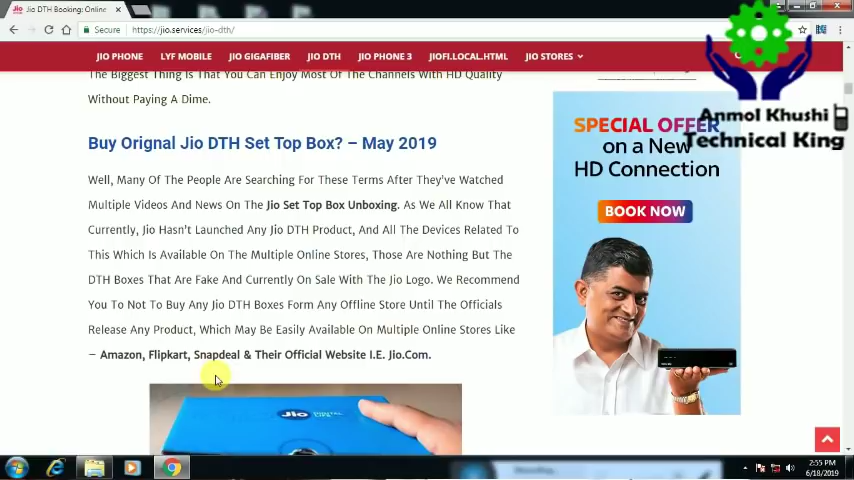 Jio DTH Booking: Online
Secure
https://jio.services/jio-dth/
JIO PHONE LYF MOBILE JIO GIGAFIBER JIO DTH JIO PHONE 3 JIOFI.LOCAL.HTML JIO STORES
The Biggest Thing Is That You Can Enjoy Most Of The Channels With HD Quality
Without Paying A Dime.
Buy Orignal Jio DTH Set Top Box? – May 2019
Well, Many Of The People Are Searching For These Terms After They've Watched
Multiple Videos And News On The Jio Set Top Box Unboxing. As We All Know That
Currently, Jio Hasn't Launched Any Jio DTH Product, And All The Devices Related To
This Which Is Available On The Multiple Online Stores, Those Are Nothing But The
DTH Boxes That Are Fake And Currently On Sale With The Jio Logo. We Recommend
You To Not To Buy Any Jio DTH Boxes Form Any Offline Store Until The Officials
Release Any Product, Which May Be Easily Available On Multiple Online Stores Like
– Amazon, Flipkart, Snapdeal & Their Official Website I.E. Jio.Com.
Jio
Anmol Khushi
Technical King
SPECIAL OFFER
on a New
HD Connection
BOOK NOW
2:55 PM
6/18/2019